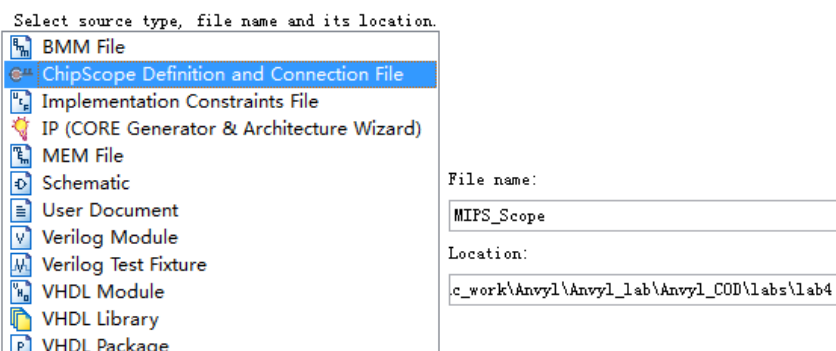 Select source type, file name and its location.
BMM File
ChipScope Definition and Connection File
Implementation Constraints File
IP (CORE Generator & Architecture Wizard)
MEM File
Schematic
User Document
Verilog Module
Verilog Test Fixture
VHDL Module
VHDL Library
VHDL Package
File name:
MIPS_Scope
Location:
.c_work\Anvyl\Anvyl_lab\Anvyl_COD\labs\lab4